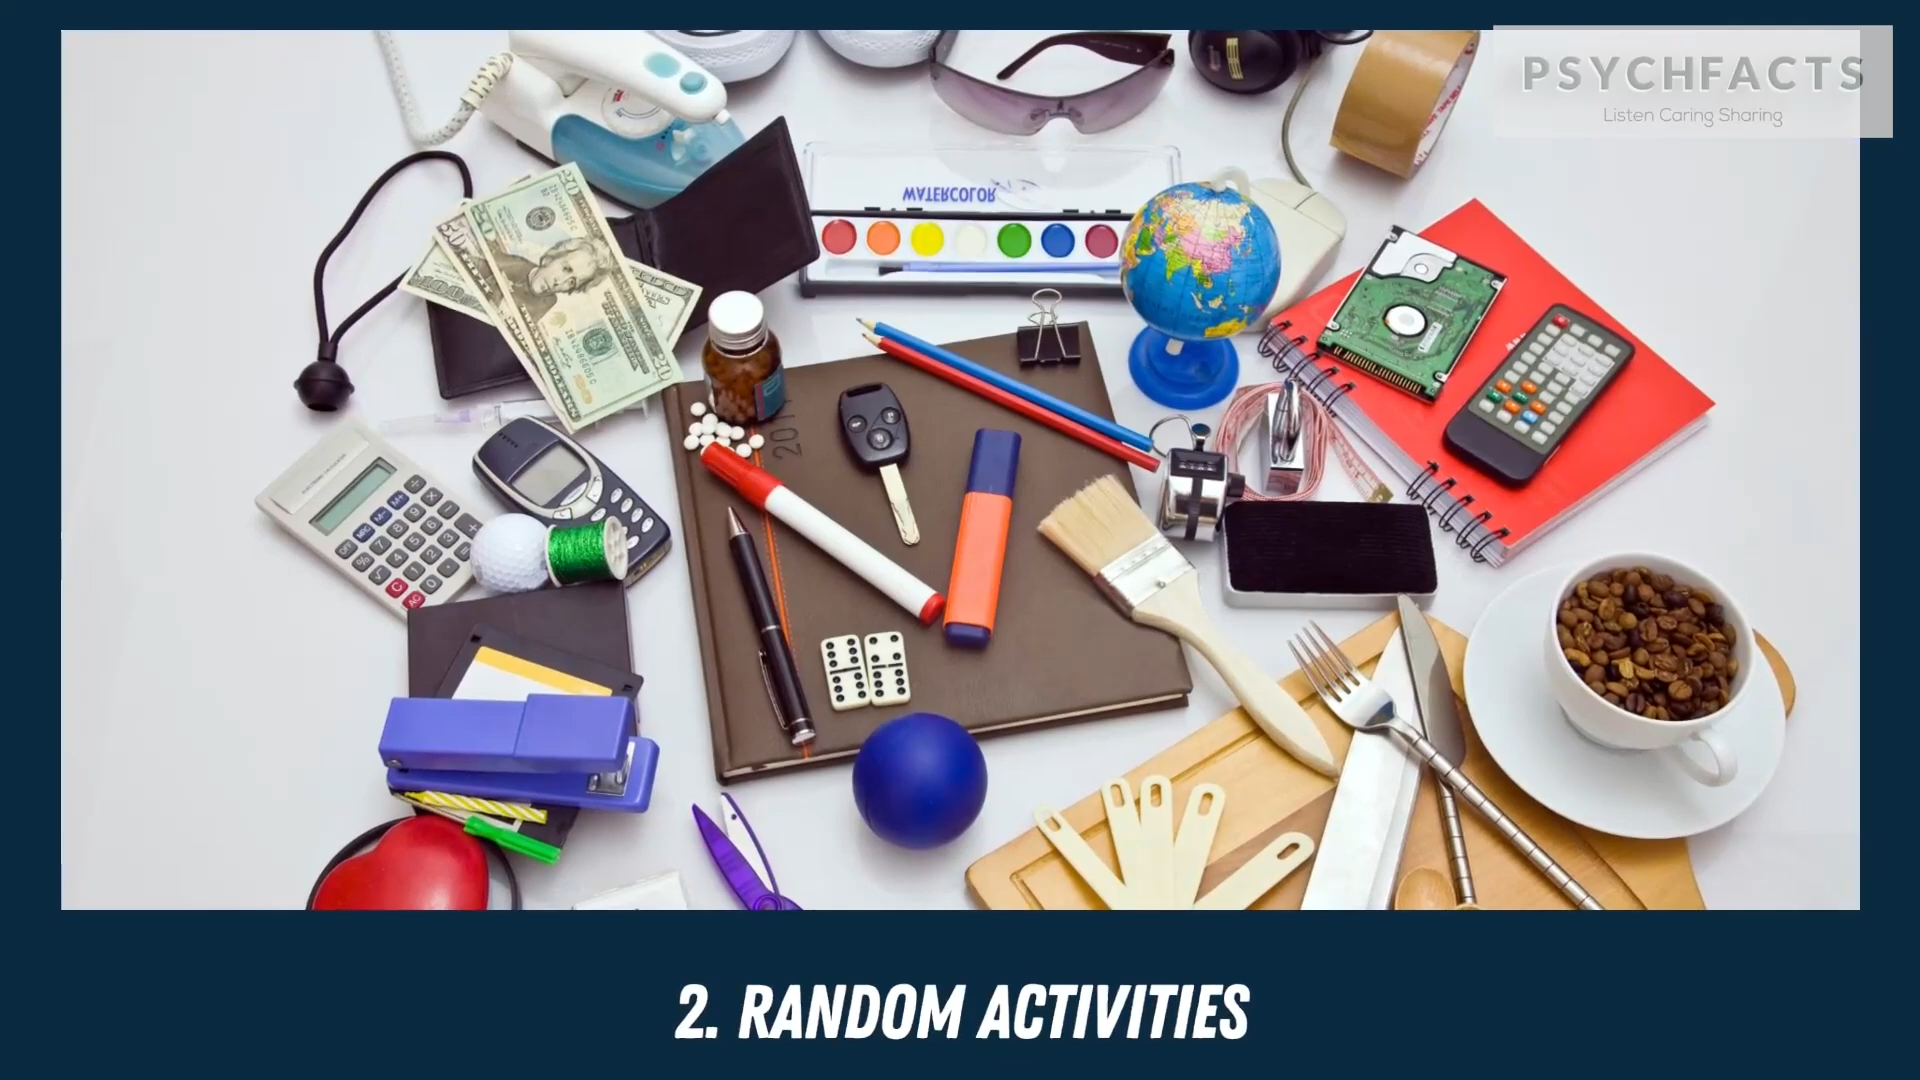 PSYCHFACTS
Listen Caring Sharing
WATERCOLOR
2. RANDOM ACTIVITIES